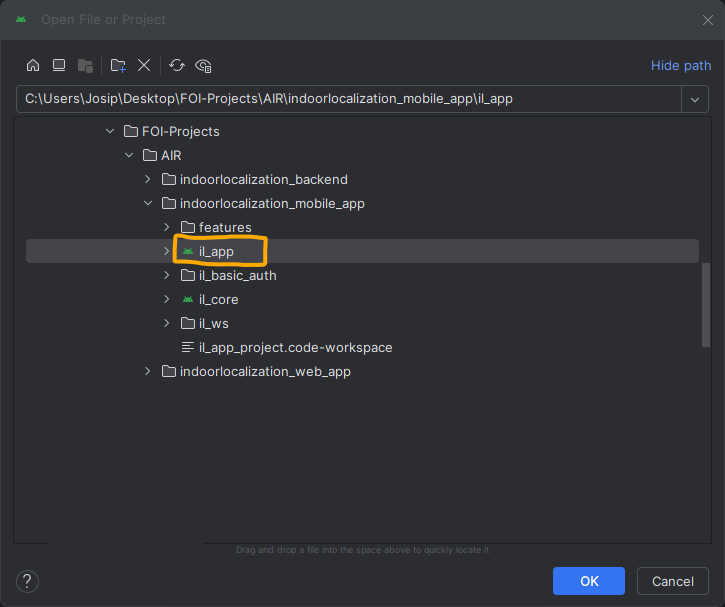 Open File or Project
Hide path
C:\Users\Josip\Desktop\FOI-Projects\AIR\indoorlocalization_mobile_app\il_app
FOI-Projects
AIR
indoorlocalization_backend
indoorlocalization_mobile_app
features
il_app
il_basic_auth
il_core
il_ws
il_app_project.code-workspace
indoorlocalization_web_app
Drag and drop a file into the space above to quickly locate it
?
OK
Cancel